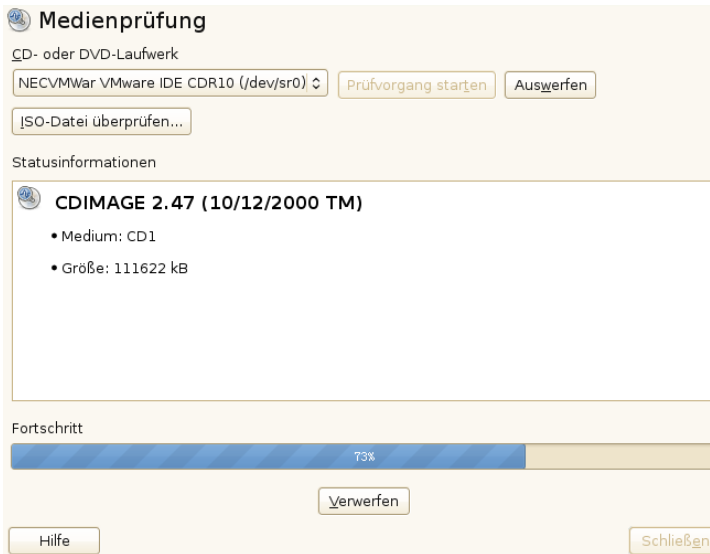 Medienprüfung
CD- oder DVD-Laufwerk
NECVMWar VMware IDE CDR10 (/dev/sr0) Prüfvorgang starten Auswerfen
ISO-Datei überprüfen...
Statusinformationen
CDIMAGE 2.47 (10/12/2000 TM)
• Medium: CD1
• Größe: 111622 kB
Fortschritt
73%
Verwerfen
Hilfe Schließen